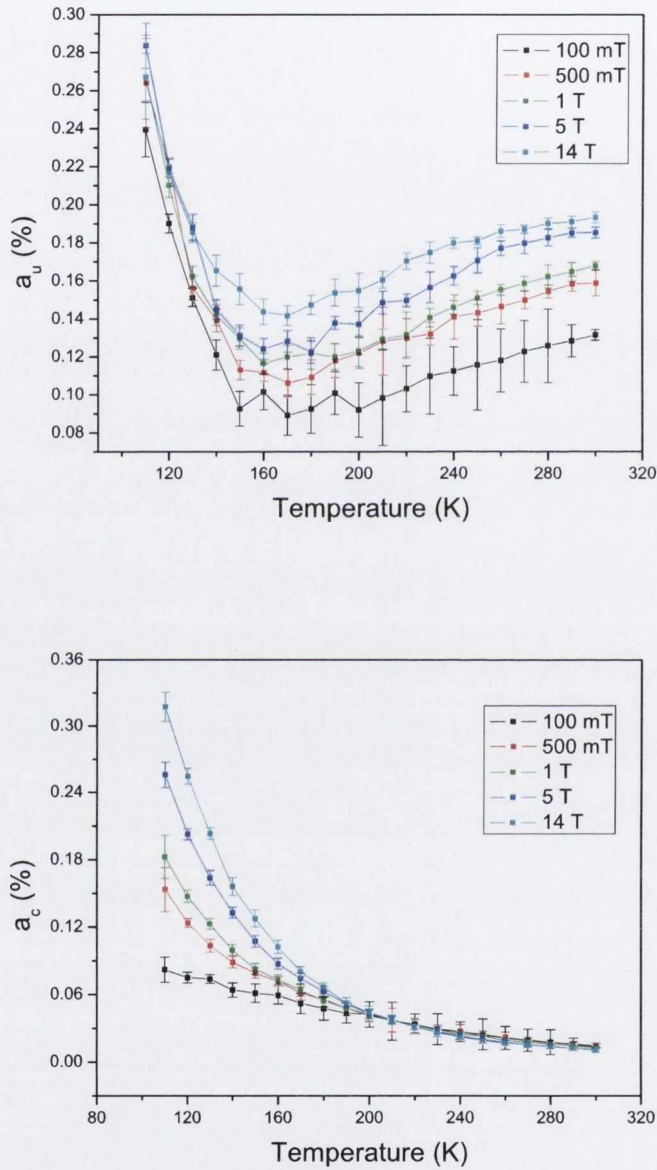 0.30
0.28
0.26
0.24
0.22
0.20
0.18
0.16
0.14
0.12
0.10
0.08
a_u (%)
100 mT
500 mT
1 T
5 T
14 T
120 160 200 240 280 320
Temperature (K)
0.36
0.30
0.24
0.18
0.12
0.06
0.00
a_c (%)
100 mT
500 mT
1 T
5 T
14 T
80 120 160 200 240 280 320
Temperature (K)